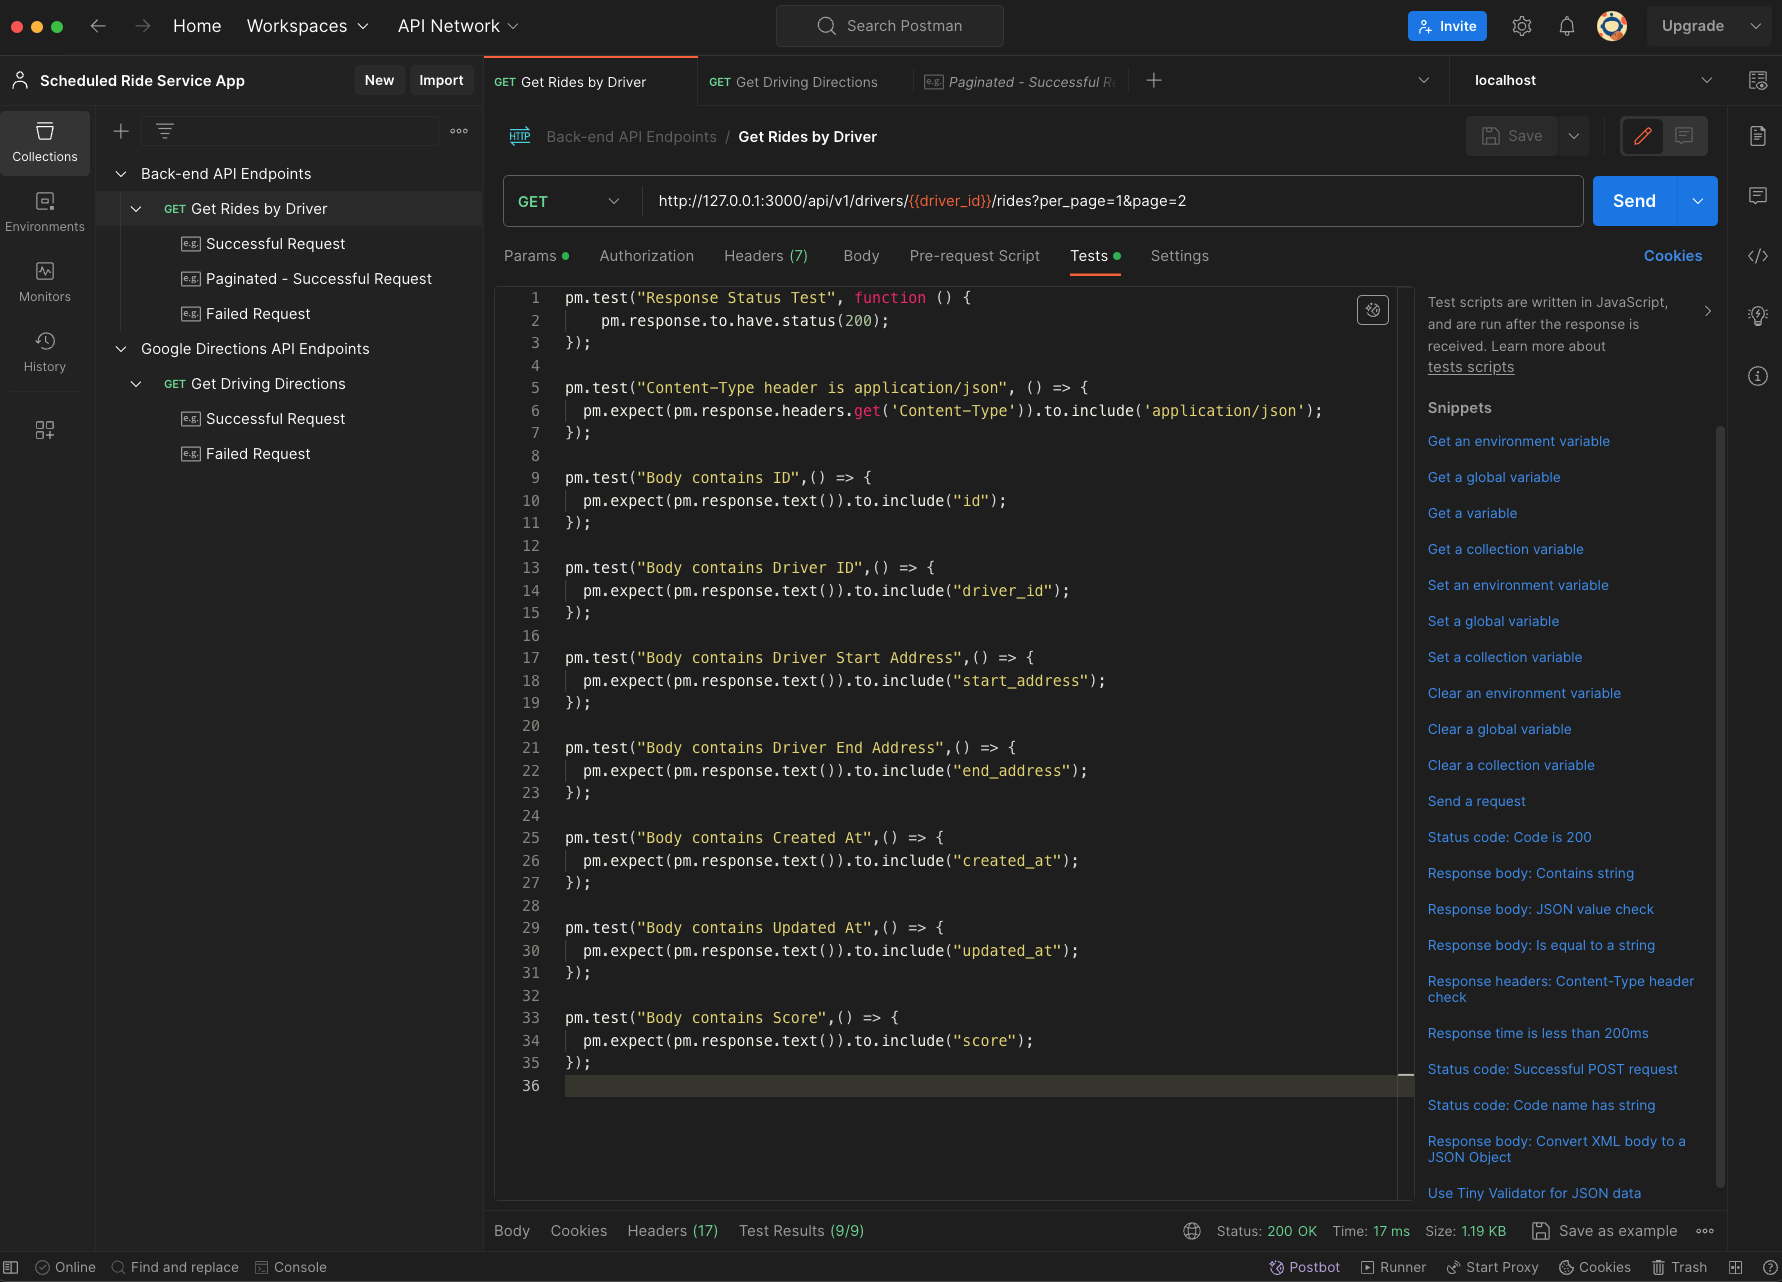 Home
Workspaces
API Network
Search Postman
Invite
Upgrade
Scheduled Ride Service App
New
Import
GET Get Rides by Driver
GET Get Driving Directions
e.g. Paginated - Successful Re
localhost
Collections
Environments
Monitors
History
Back-end API Endpoints
GET Get Rides by Driver
e.g. Successful Request
e.g. Paginated - Successful Request
e.g. Failed Request
Google Directions API Endpoints
GET Get Driving Directions
e.g. Successful Request
e.g. Failed Request
HTTP Back-end API Endpoints / Get Rides by Driver
Save
GET
http://127.0.0.1:3000/api/v1/drivers/{{driver_id}}/rides?per_page=1&page=2
Send
Params
Authorization
Headers (7)
Body
Pre-request Script
Tests
Settings
Cookies
1 pm.test("Response Status Test", function () {
2 pm.response.to.have.status(200);
3 });
4
5 pm.test("Content-Type header is application/json", () => {
6 pm.expect(pm.response.headers.get('Content-Type')).to.include('application/json');
7 });
8
9 pm.test("Body contains ID",() => {
10 pm.expect(pm.response.text()).to.include("id");
11 });
12
13 pm.test("Body contains Driver ID",() => {
14 pm.expect(pm.response.text()).to.include("driver_id");
15 });
16
17 pm.test("Body contains Driver Start Address",() => {
18 pm.expect(pm.response.text()).to.include("start_address");
19 });
20
21 pm.test("Body contains Driver End Address",() => {
22 pm.expect(pm.response.text()).to.include("end_address");
23 });
24
25 pm.test("Body contains Created At",() => {
26 pm.expect(pm.response.text()).to.include("created_at");
27 });
28
29 pm.test("Body contains Updated At",() => {
30 pm.expect(pm.response.text()).to.include("updated_at");
31 });
32
33 pm.test("Body contains Score",() => {
34 pm.expect(pm.response.text()).to.include("score");
35 });
36
Test scripts are written in JavaScript,
and are run after the response is
received. Learn more about
tests scripts
Snippets
Get an environment variable
Get a global variable
Get a variable
Get a collection variable
Set an environment variable
Set a global variable
Set a collection variable
Clear an environment variable
Clear a global variable
Clear a collection variable
Send a request
Status code: Code is 200
Response body: Contains string
Response body: JSON value check
Response body: Is equal to a string
Response headers: Content-Type header
check
Response time is less than 200ms
Status code: Successful POST request
Status code: Code name has string
Response body: Convert XML body to a
JSON Object
Use Tiny Validator for JSON data
Body
Cookies
Headers (17)
Test Results (9/9)
Status: 200 OK
Time: 17 ms
Size: 1.19 KB
Save as example
Online
Find and replace
Console
Postbot
Runner
Start Proxy
Cookies
Trash